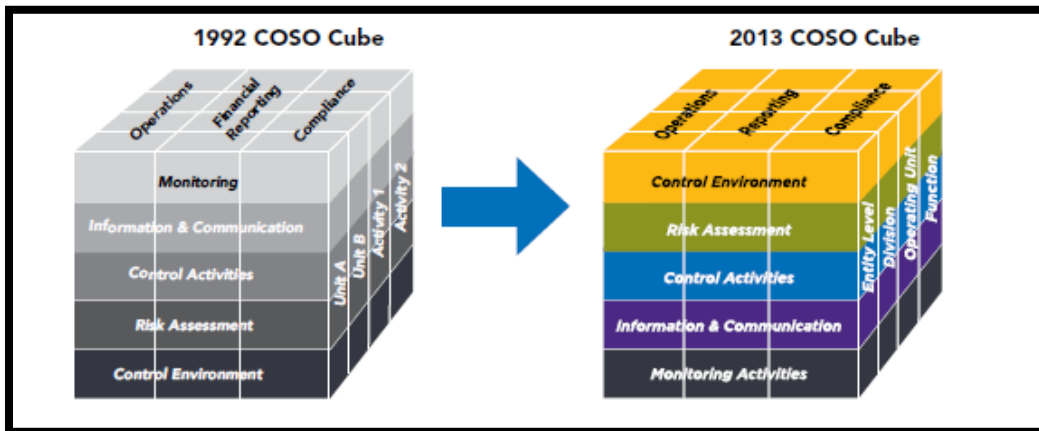 1992 COSO Cube
Operations
Financial
Reporting
Compliance
Monitoring
Information & Communication
Control Activities
Risk Assessment
Control Environment
Unit A
Unit B
Activity 1
Activity 2
2013 COSO Cube
Operations
Reporting
Compliance
Control Environment
Risk Assessment
Control Activities
Information & Communication
Monitoring Activities
Entity Level
Division
Operating Unit
Function